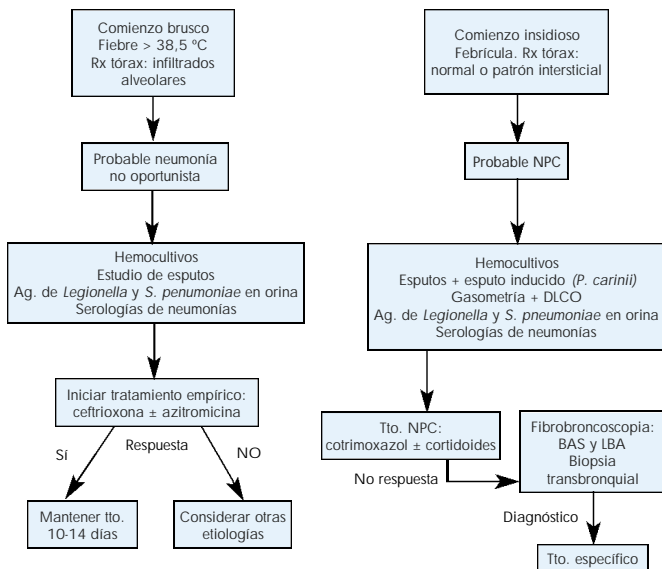 Comienzo brusco
Fiebre > 38,5 ºC
Rx tórax: infiltrados
alveolares
Probable neumonía
no oportunista
Hemocultivos
Estudio de esputos
Ag. de Legionella y S. penumoniae en orina
Serologías de neumonías
Iniciar tratamiento empírico:
ceftrioxona ± azitromicina
Sí
Respuesta
NO
Mantener tto.
10-14 días
Considerar otras
etiologías
Comienzo insidioso
Febrícula. Rx tórax:
normal o patrón intersticial
Probable NPC
Hemocultivos
Esputos + esputo inducido (P. carinii)
Gasometría + DLCO
Ag. de Legionella y S. pneumoniae en orina
Serologías de neumonías
Tto. NPC:
cotrimoxazol ± cortidoides
No respuesta
Fibrobroncoscopia:
BAS y LBA
Biopsia
transbronquial
Diagnóstico
Tto. específico